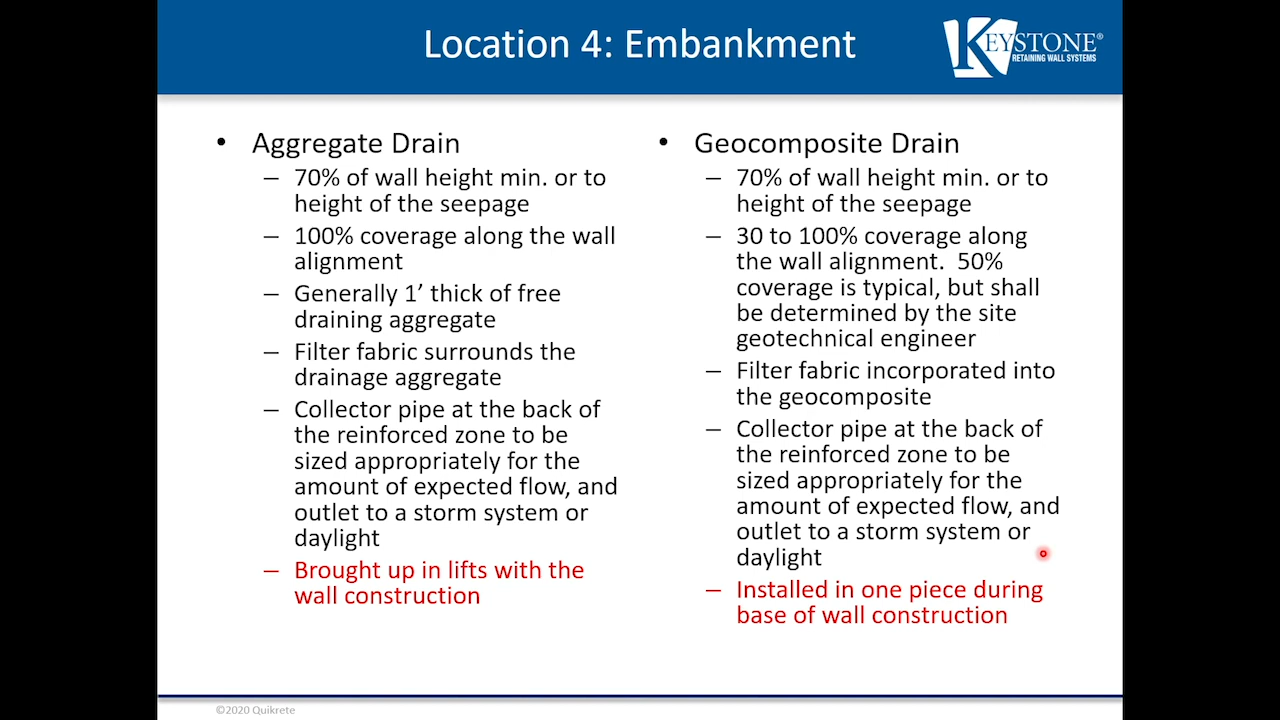 Location 4: Embankment
KEYSTONE®
RETAINING WALL SYSTEMS
• Aggregate Drain
– 70% of wall height min. or to
height of the seepage
– 100% coverage along the wall
alignment
– Generally 1’ thick of free
draining aggregate
– Filter fabric surrounds the
drainage aggregate
– Collector pipe at the back of
the reinforced zone to be
sized appropriately for the
amount of expected flow, and
outlet to a storm system or
daylight
– Brought up in lifts with the
wall construction
• Geocomposite Drain
– 70% of wall height min. or to
height of the seepage
– 30 to 100% coverage along
the wall alignment.  50%
coverage is typical, but shall
be determined by the site
geotechnical engineer
– Filter fabric incorporated into
the geocomposite
– Collector pipe at the back of
the reinforced zone to be
sized appropriately for the
amount of expected flow, and
outlet to a storm system or
daylight
– Installed in one piece during
base of wall construction
©2020 Quikrete